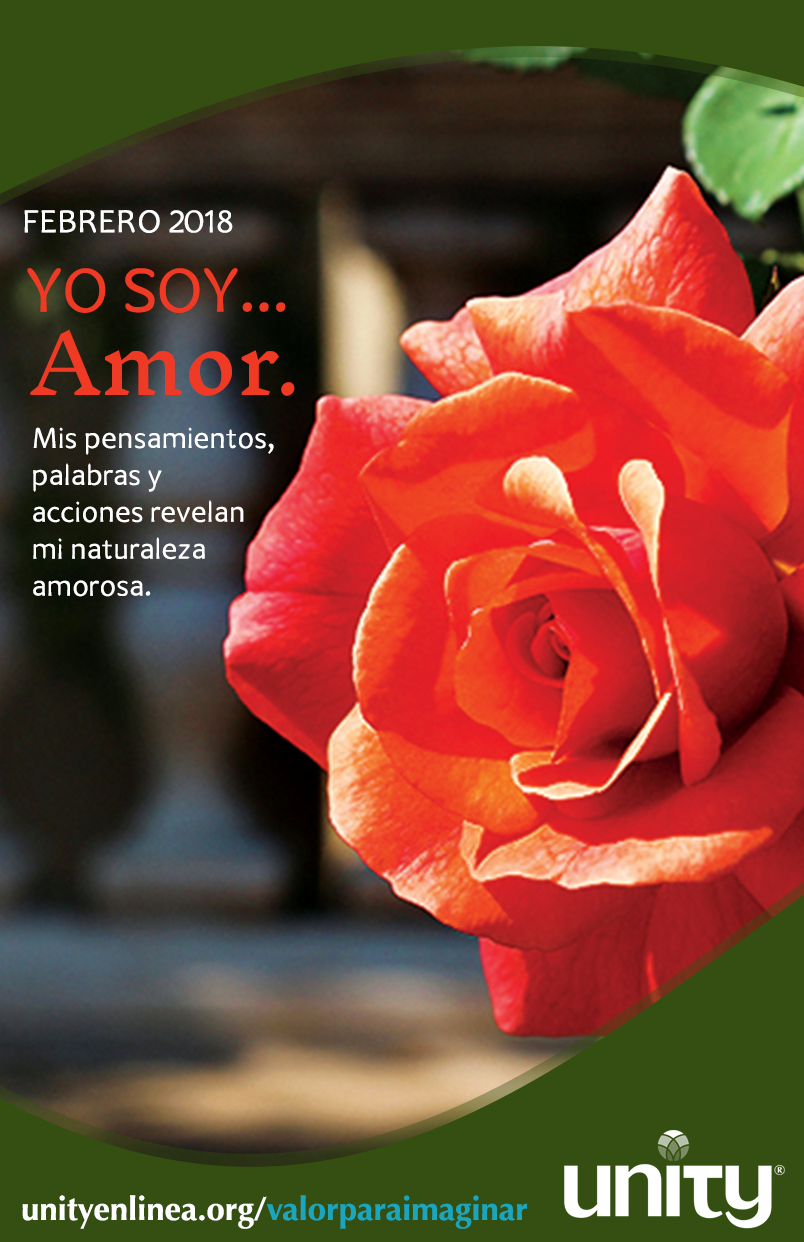 FEBRERO 2018
YO SOY...
Amor.
Mis pensamientos,
palabras y
acciones revelan
mi naturaleza
amorosa.
unityenlinea.org/valorparaimaginar
unity®